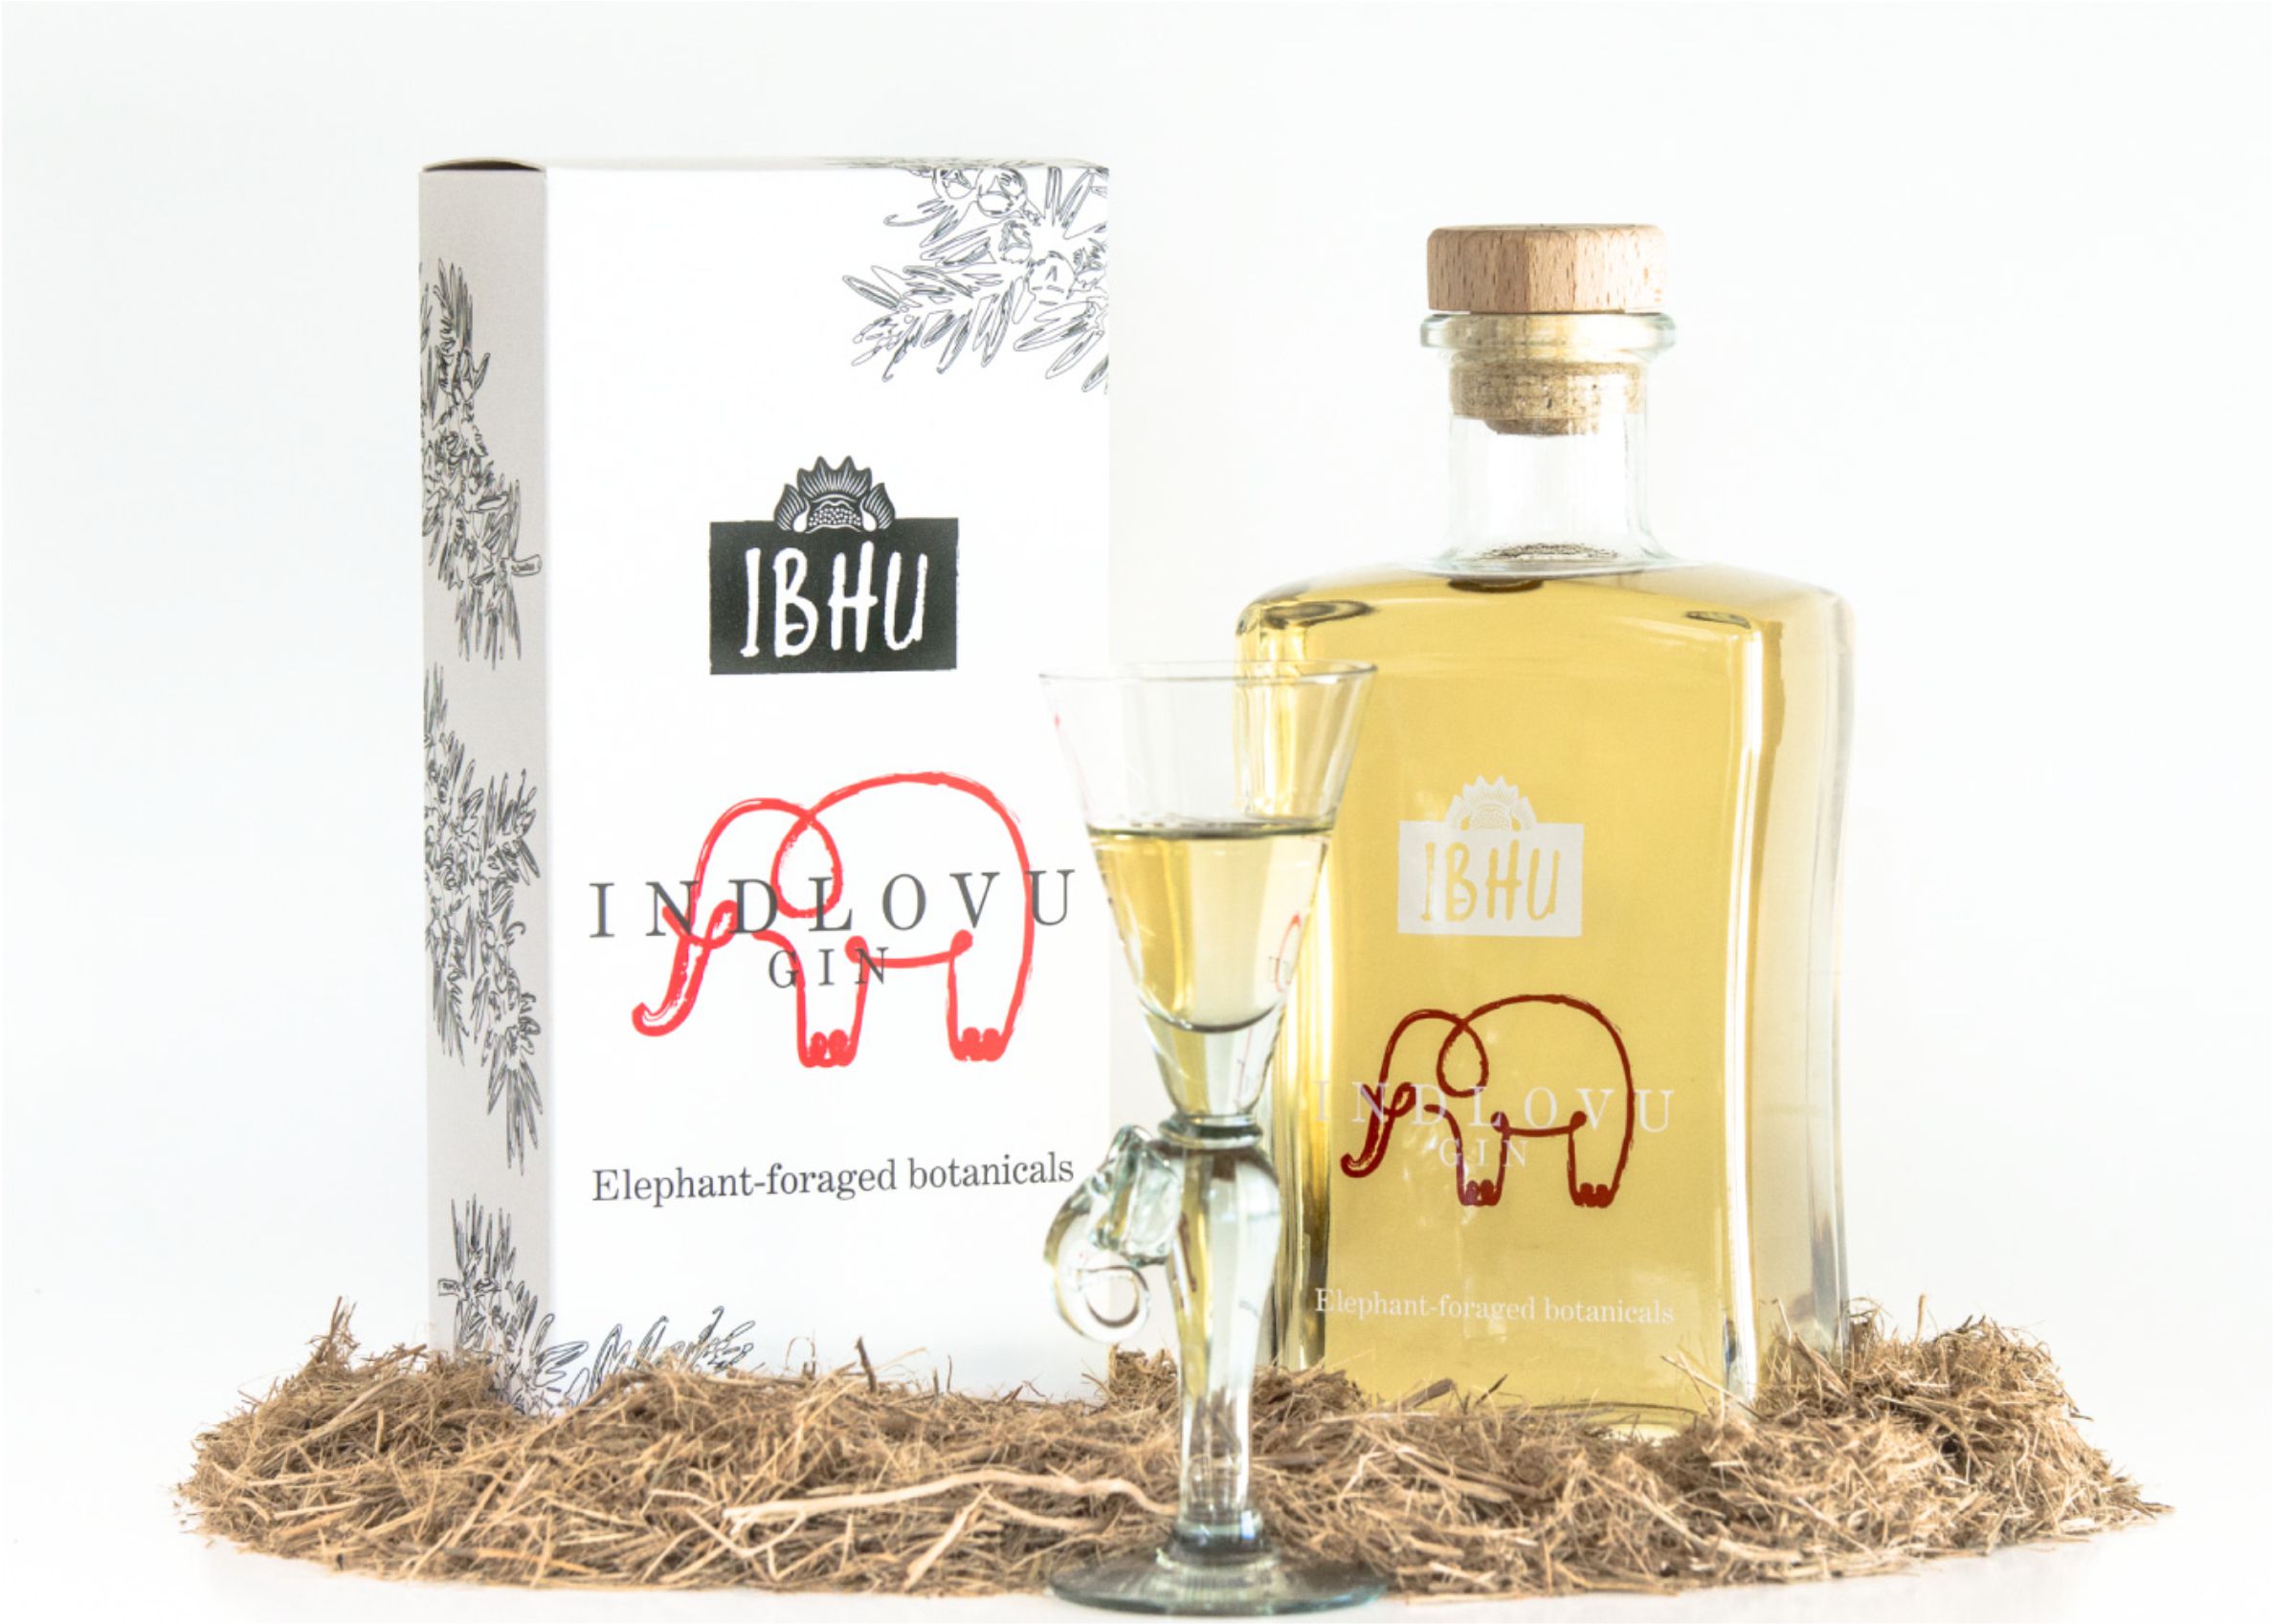 IBHU
INDLOVU
GIN
Elephant-foraged botanicals
IBHU
INDLOVU
GIN
Elephant-foraged botanicals